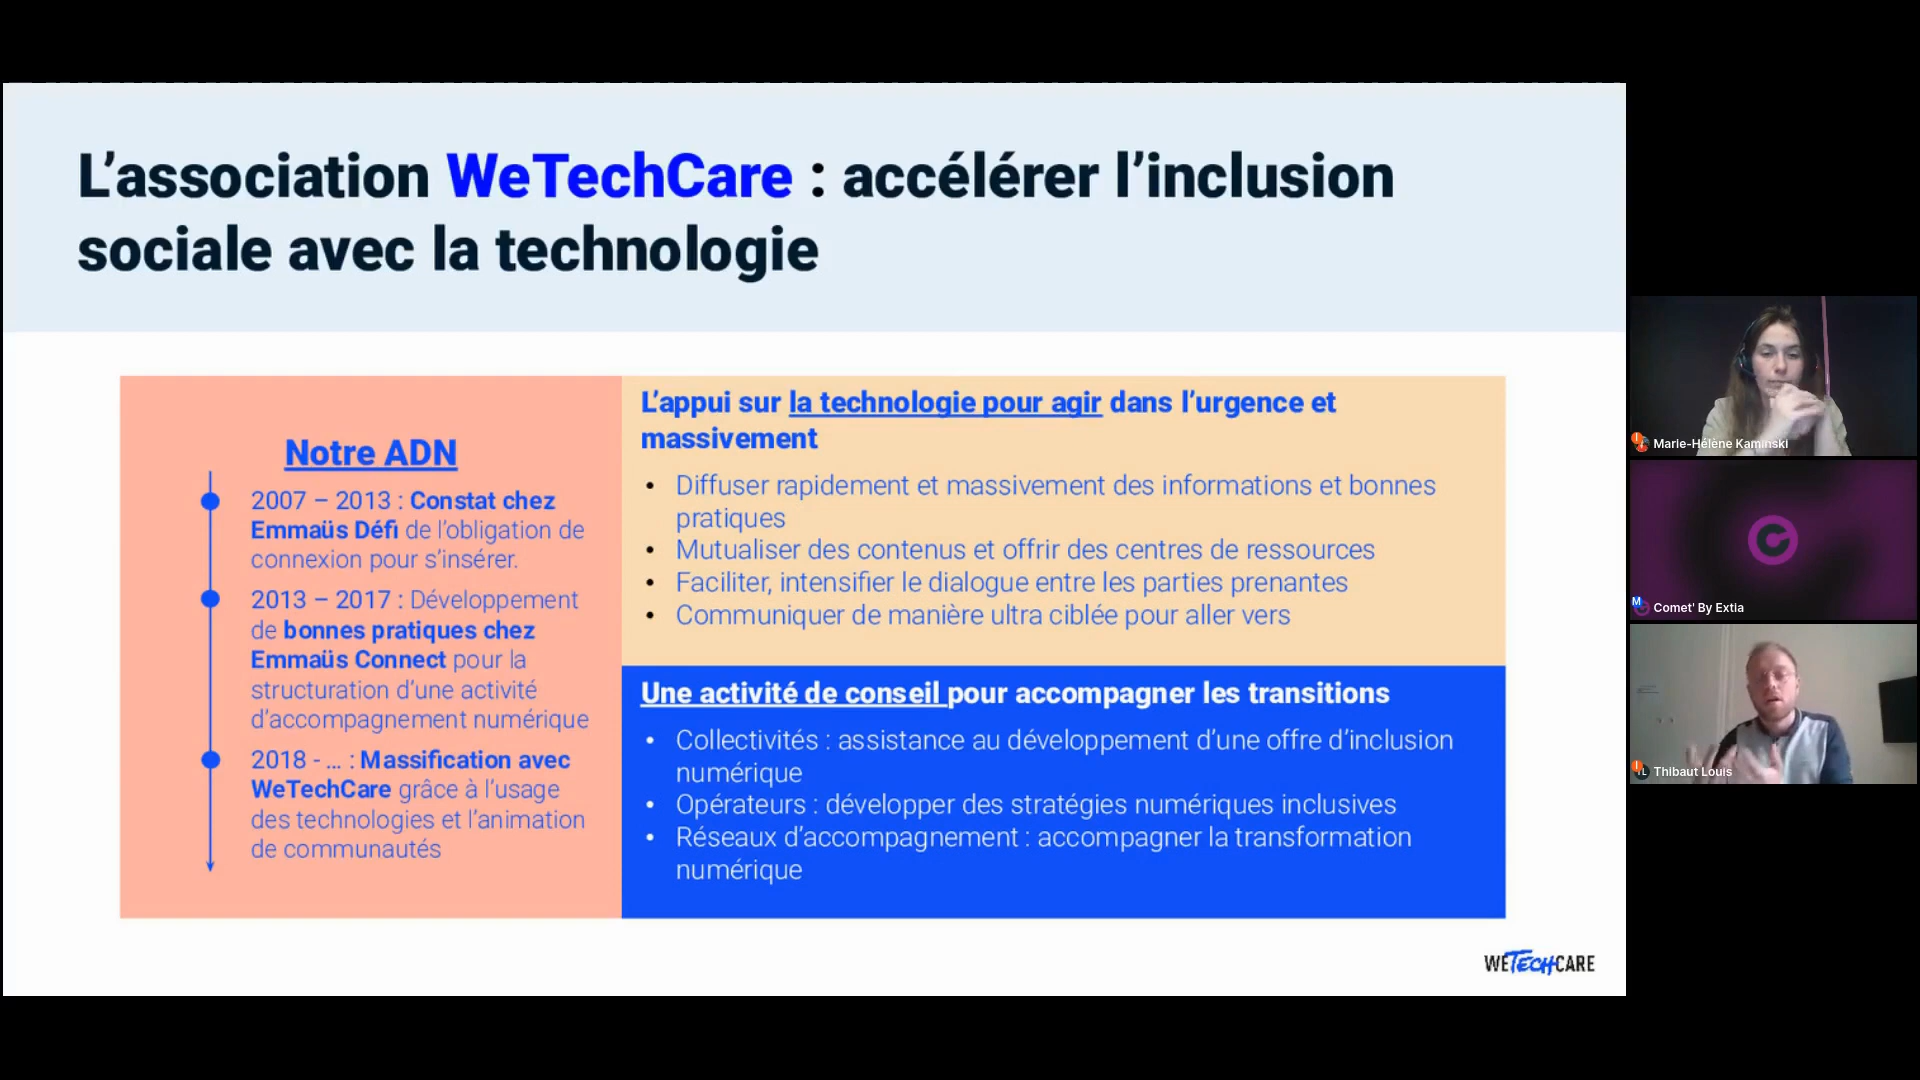 L’association WeTechCare : accélérer l’inclusion
sociale avec la technologie
Notre ADN
2007 – 2013 : Constat chez
Emmaüs Défi de l’obligation de
connexion pour s’insérer.
2013 – 2017 : Développement
de bonnes pratiques chez
Emmaüs Connect pour la
structuration d’une activité
d’accompagnement numérique
2018 - ... : Massification avec
WeTechCare grâce à l’usage
des technologies et l’animation
de communautés
L’appui sur la technologie pour agir dans l’urgence et
massivement
• Diffuser rapidement et massivement des informations et bonnes
pratiques
• Mutualiser des contenus et offrir des centres de ressources
• Faciliter, intensifier le dialogue entre les parties prenantes
• Communiquer de manière ultra ciblée pour aller vers
Une activité de conseil pour accompagner les transitions
• Collectivités : assistance au développement d’une offre d’inclusion
numérique
• Opérateurs : développer des stratégies numériques inclusives
• Réseaux d’accompagnement : accompagner la transformation
numérique
WETECHCARE
Marie-Hélène Kaminski
M
Comet' By Extia
TL
Thibaut Louis